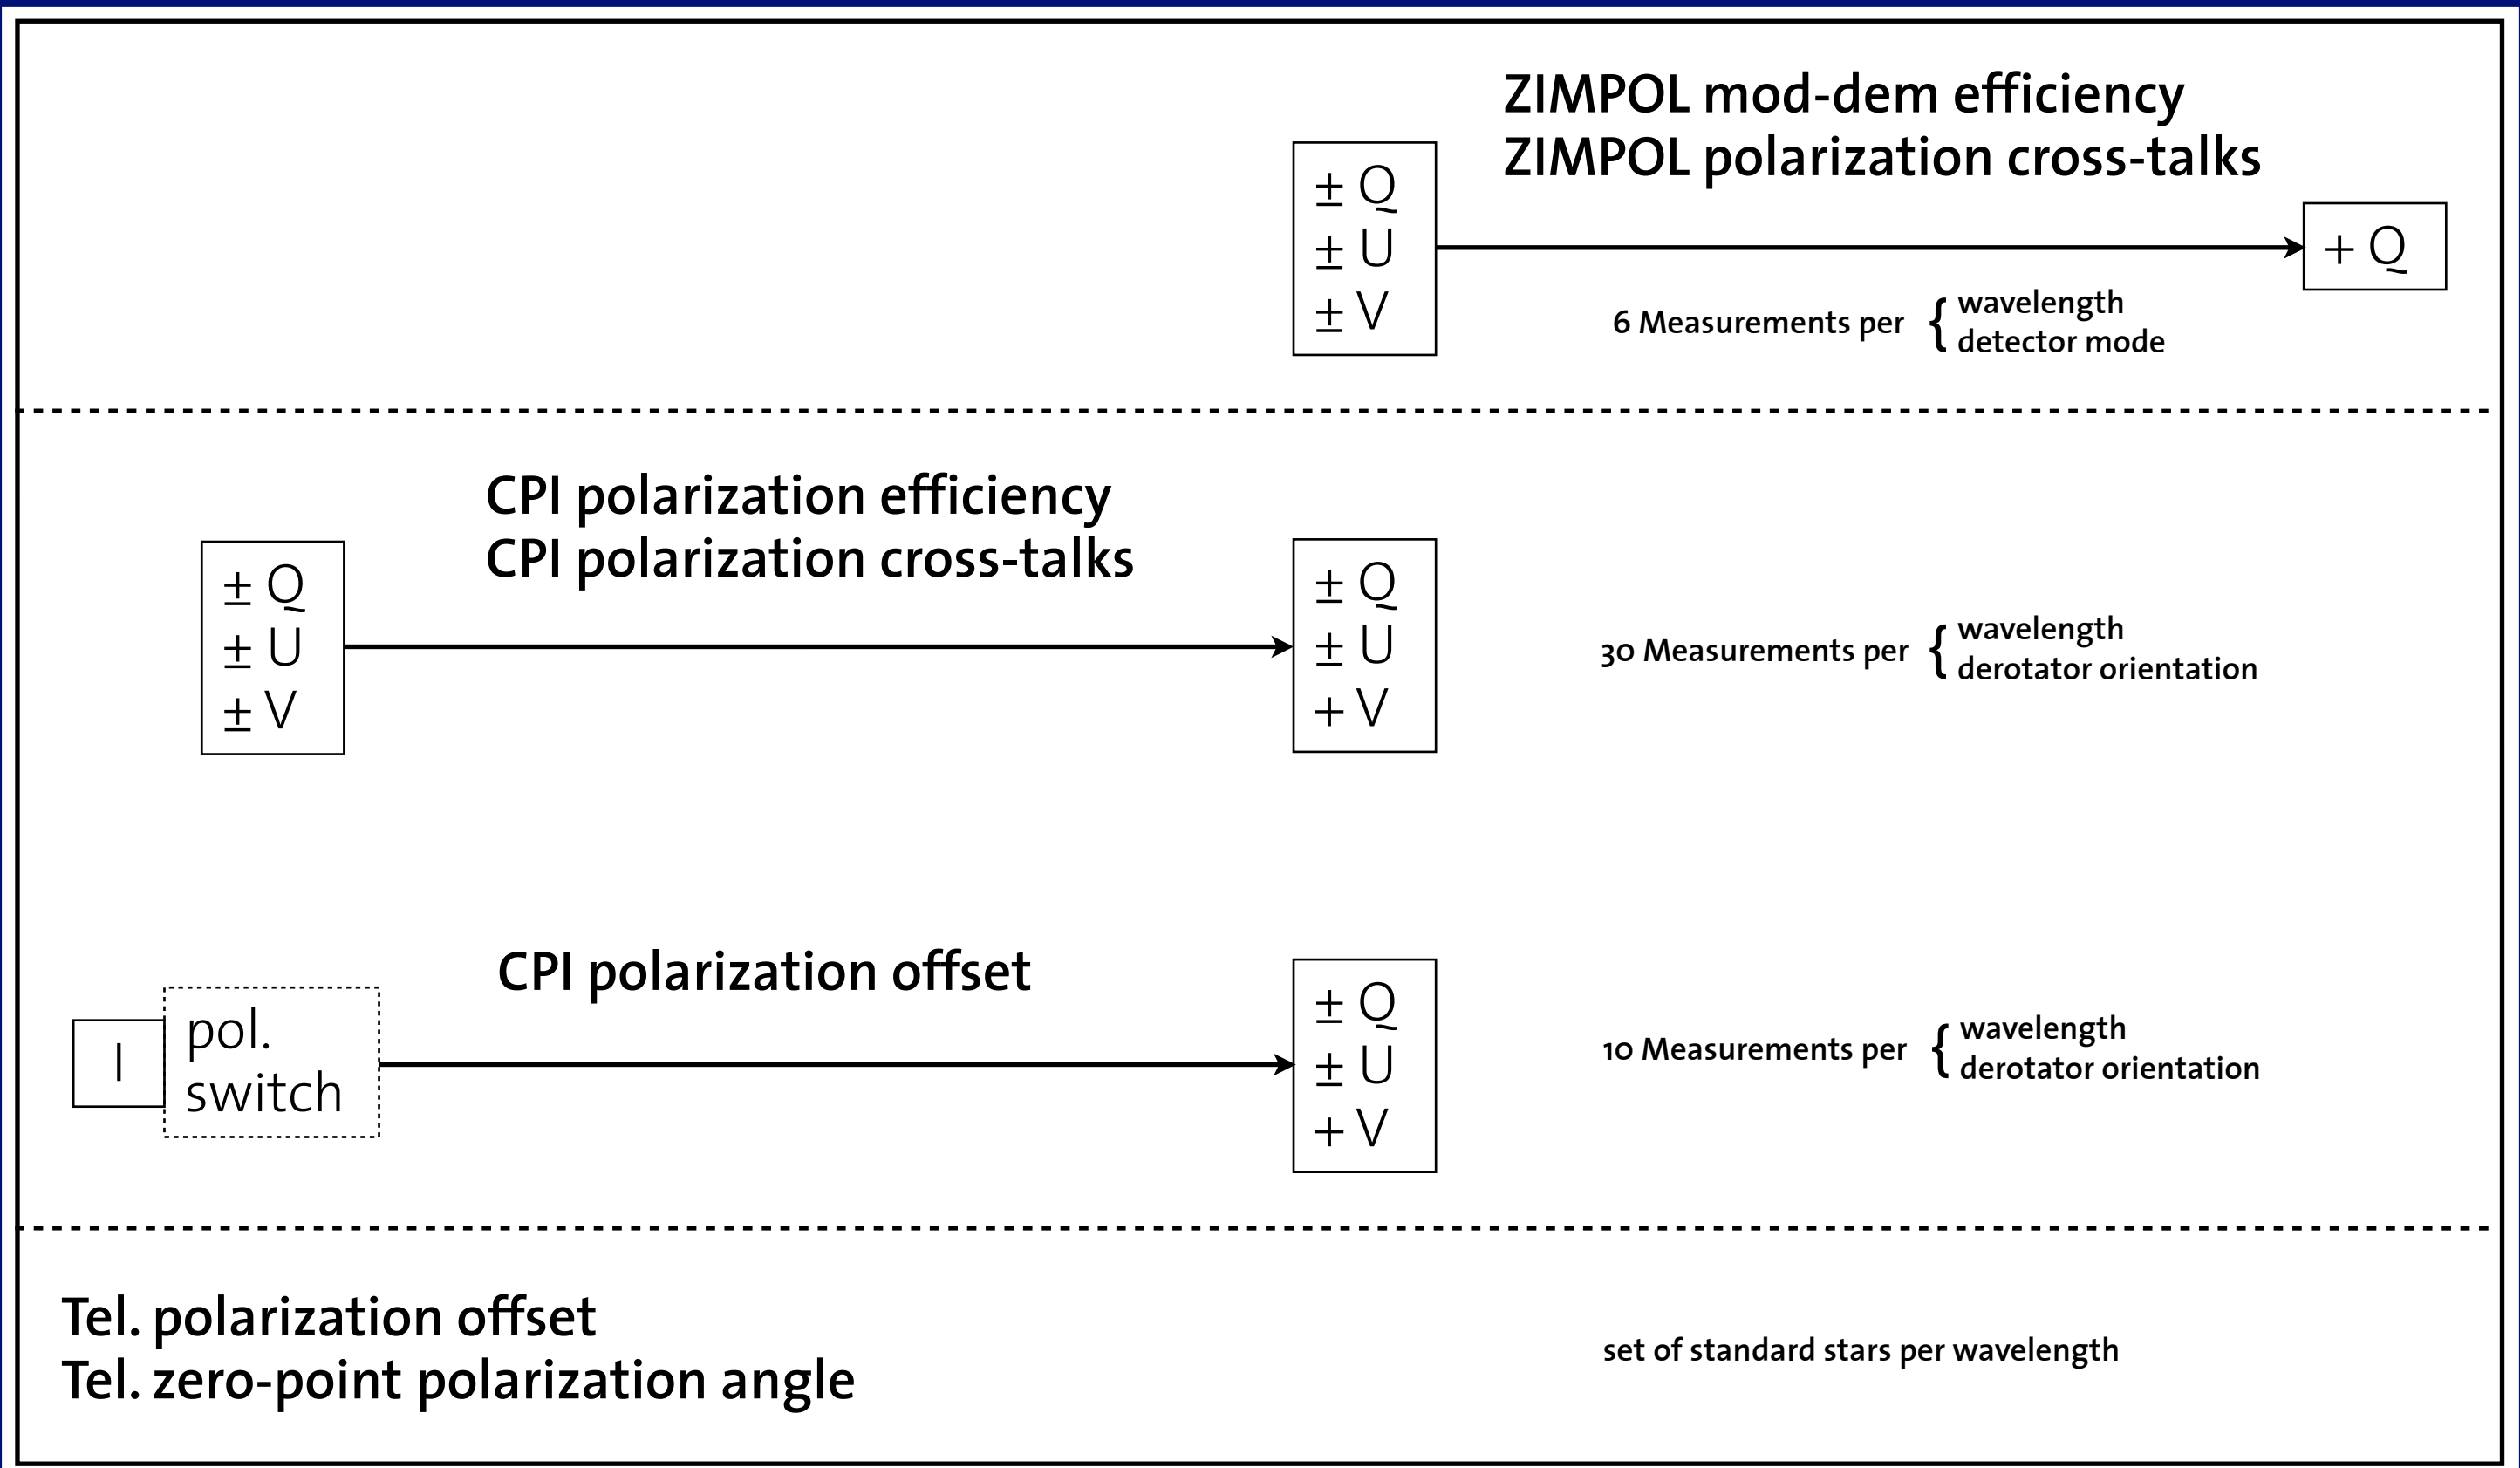 ZIMPOL mod-dem efficiency
ZIMPOL polarization cross-talks
± Q
± U
± V
+ Q
6 Measurements per { wavelength
detector mode
CPI polarization efficiency
CPI polarization cross-talks
± Q
± U
± V
± Q
± U
+ V
30 Measurements per { wavelength
derotator orientation
CPI polarization offset
I
pol.
switch
± Q
± U
+ V
10 Measurements per { wavelength
derotator orientation
Tel. polarization offset
Tel. zero-point polarization angle
set of standard stars per wavelength